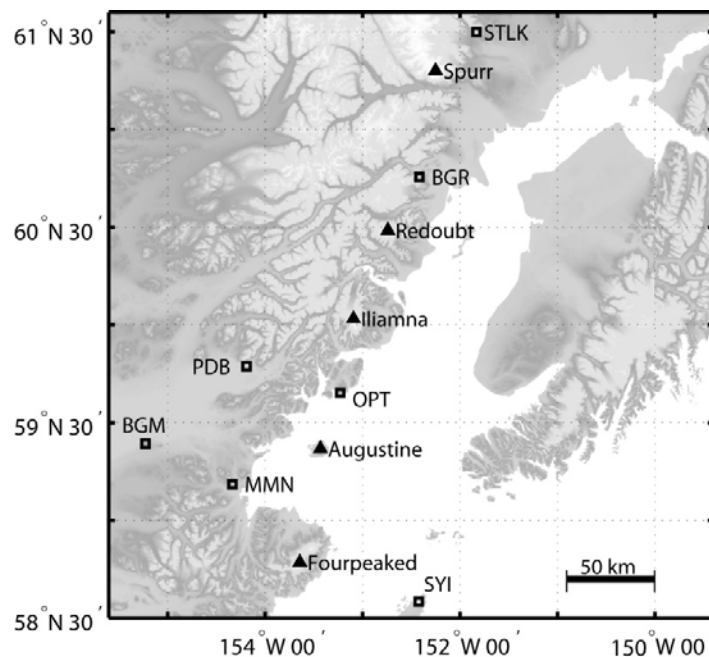 61°N 30′
STLK
Spurr
BGR
60°N 30′
Redoubt
Iliamna
PDB
OPT
59°N 30′
BGM
Augustine
MMN
Fourpeaked
50 km
SYI
58°N 30′
154°W 00′
152°W 00′
150°W 00′